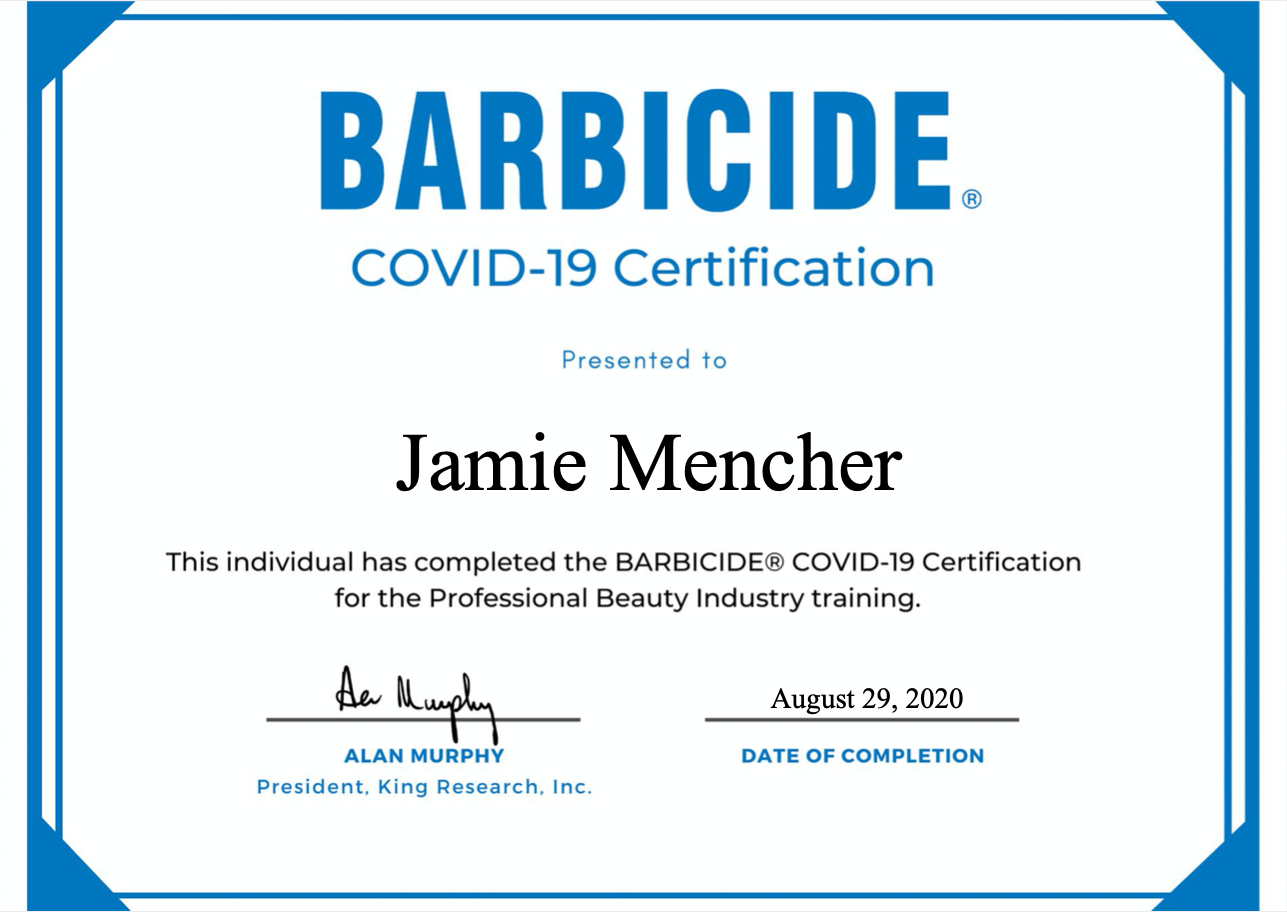 BARBICIDE®
COVID-19 Certification
Presented to
Jamie Mencher
This individual has completed the BARBICIDE® COVID-19 Certification
for the Professional Beauty Industry training.
Murphy
August 29, 2020
ALAN MURPHY
DATE OF COMPLETION
President, King Research, Inc.